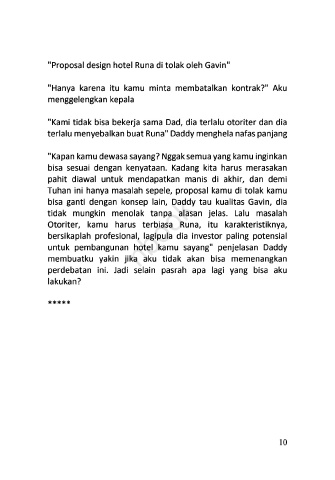 "Proposal design hotel Runa di tolak oleh Gavin"
"Hanya karena itu kamu minta membatalkan kontrak?" Aku
menggelengkan kepala
"Kami tidak bisa bekerja sama Dad, dia terlalu otoriter dan dia
terlalu menyebalkan buat Runa" Daddy menghela nafas panjang
"Kapan kamu dewasa sayang? Nggak semua yang kamu inginkan
bisa sesuai dengan kenyataan. Kadang kita harus merasakan
pahit diawal untuk mendapatkan manis di akhir, dan demi
Tuhan ini hanya masalah sepele, proposal kamu di tolak kamu
bisa ganti dengan konsep lain, Daddy tau kualitas Gavin, dia
tidak mungkin menolak tanpa alasan jelas. Lalu masalah
Otoriter, kamu harus terbiasa Runa, itu karakteristiknya,
bersikaplah profesional, lagipula dia investor paling potensial
untuk pembangunan hotel kamu sayang" penjelasan Daddy
membuatku yakin jika aku tidak akan bisa memenangkan
perdebatan ini. Jadi selain pasrah apa lagi yang bisa aku
lakukan?
*****
10